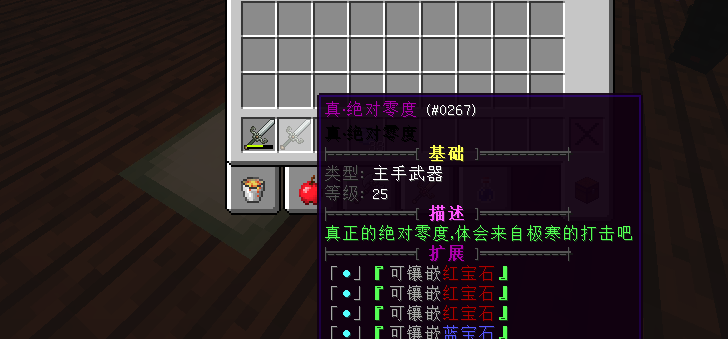 真·绝对零度 (#0267)
真·绝对零度
[ 基础 ]
类型: 主手武器
等级: 25
[ 描述 ]
真正的绝对零度,体会来自极寒的打击吧
[ 扩展 ]
「●」『可镶嵌红宝石』
「●」『可镶嵌红宝石』
「●」『可镶嵌红宝石』
「●」『可镶嵌蓝宝石』